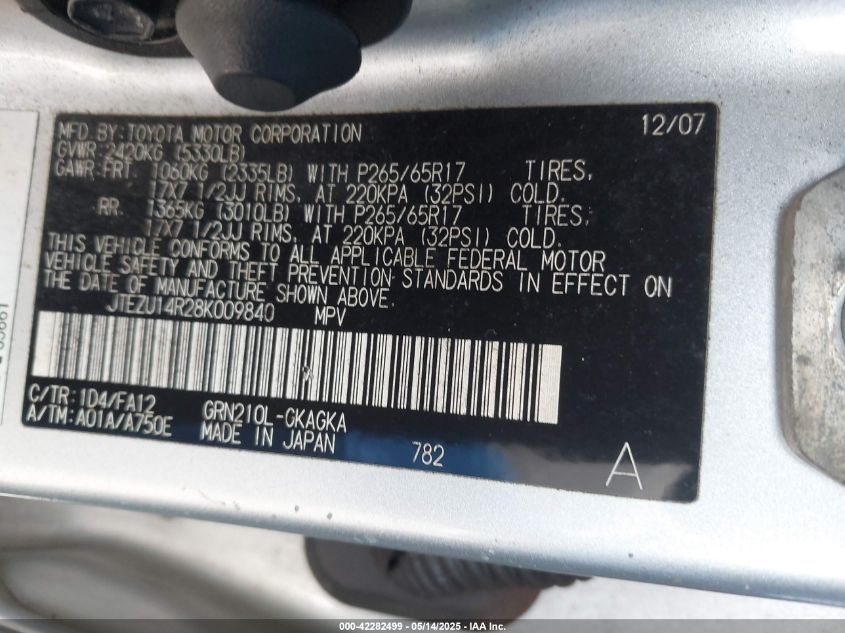 MFD.BY:TOYOTA MOTOR CORPORATION 12/07
GVWR:2420KG (5330LB)
GAWR:FRT. 1060KG (2335LB) WITH P265/65R17 TIRES,
17X7 1/2JJ RIMS, AT 220KPA (32PSI) COLD.
RR. 1365KG (3010LB) WITH P265/65R17 TIRES,
17X7 1/2JJ RIMS, AT 220KPA (32PSI) COLD.
THIS VEHICLE CONFORMS TO ALL APPLICABLE FEDERAL MOTOR
VEHICLE SAFETY AND THEFT PREVENTION STANDARDS IN EFFECT ON
THE DATE OF MANUFACTURE SHOWN ABOVE.
JTEZU14R28K009840 MPV
C/TR:1D4/FA12 GRN210L-GKAGKA
A/TM:A01A/A750E MADE IN JAPAN 782
A
000-42282499 - 05/14/2025 - IAA Inc.